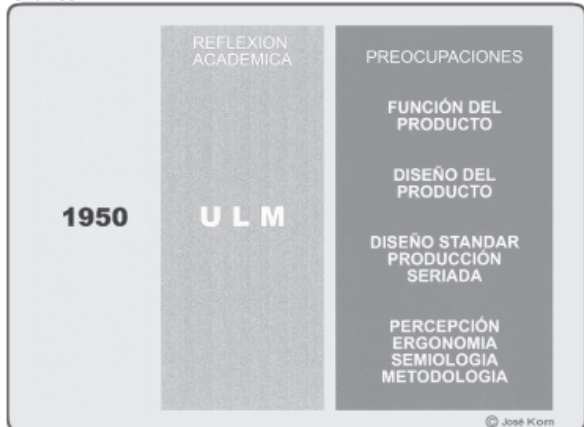 REFLEXION
ACADEMICA
PREOCUPACIONES
FUNCIÓN DEL
PRODUCTO
DISEÑO DEL
PRODUCTO
1950
U L M
DISEÑO STANDAR
PRODUCCIÓN
SERIADA
PERCEPCIÓN
ERGONOMIA
SEMIOLOGIA
METODOLOGIA
© José Korn